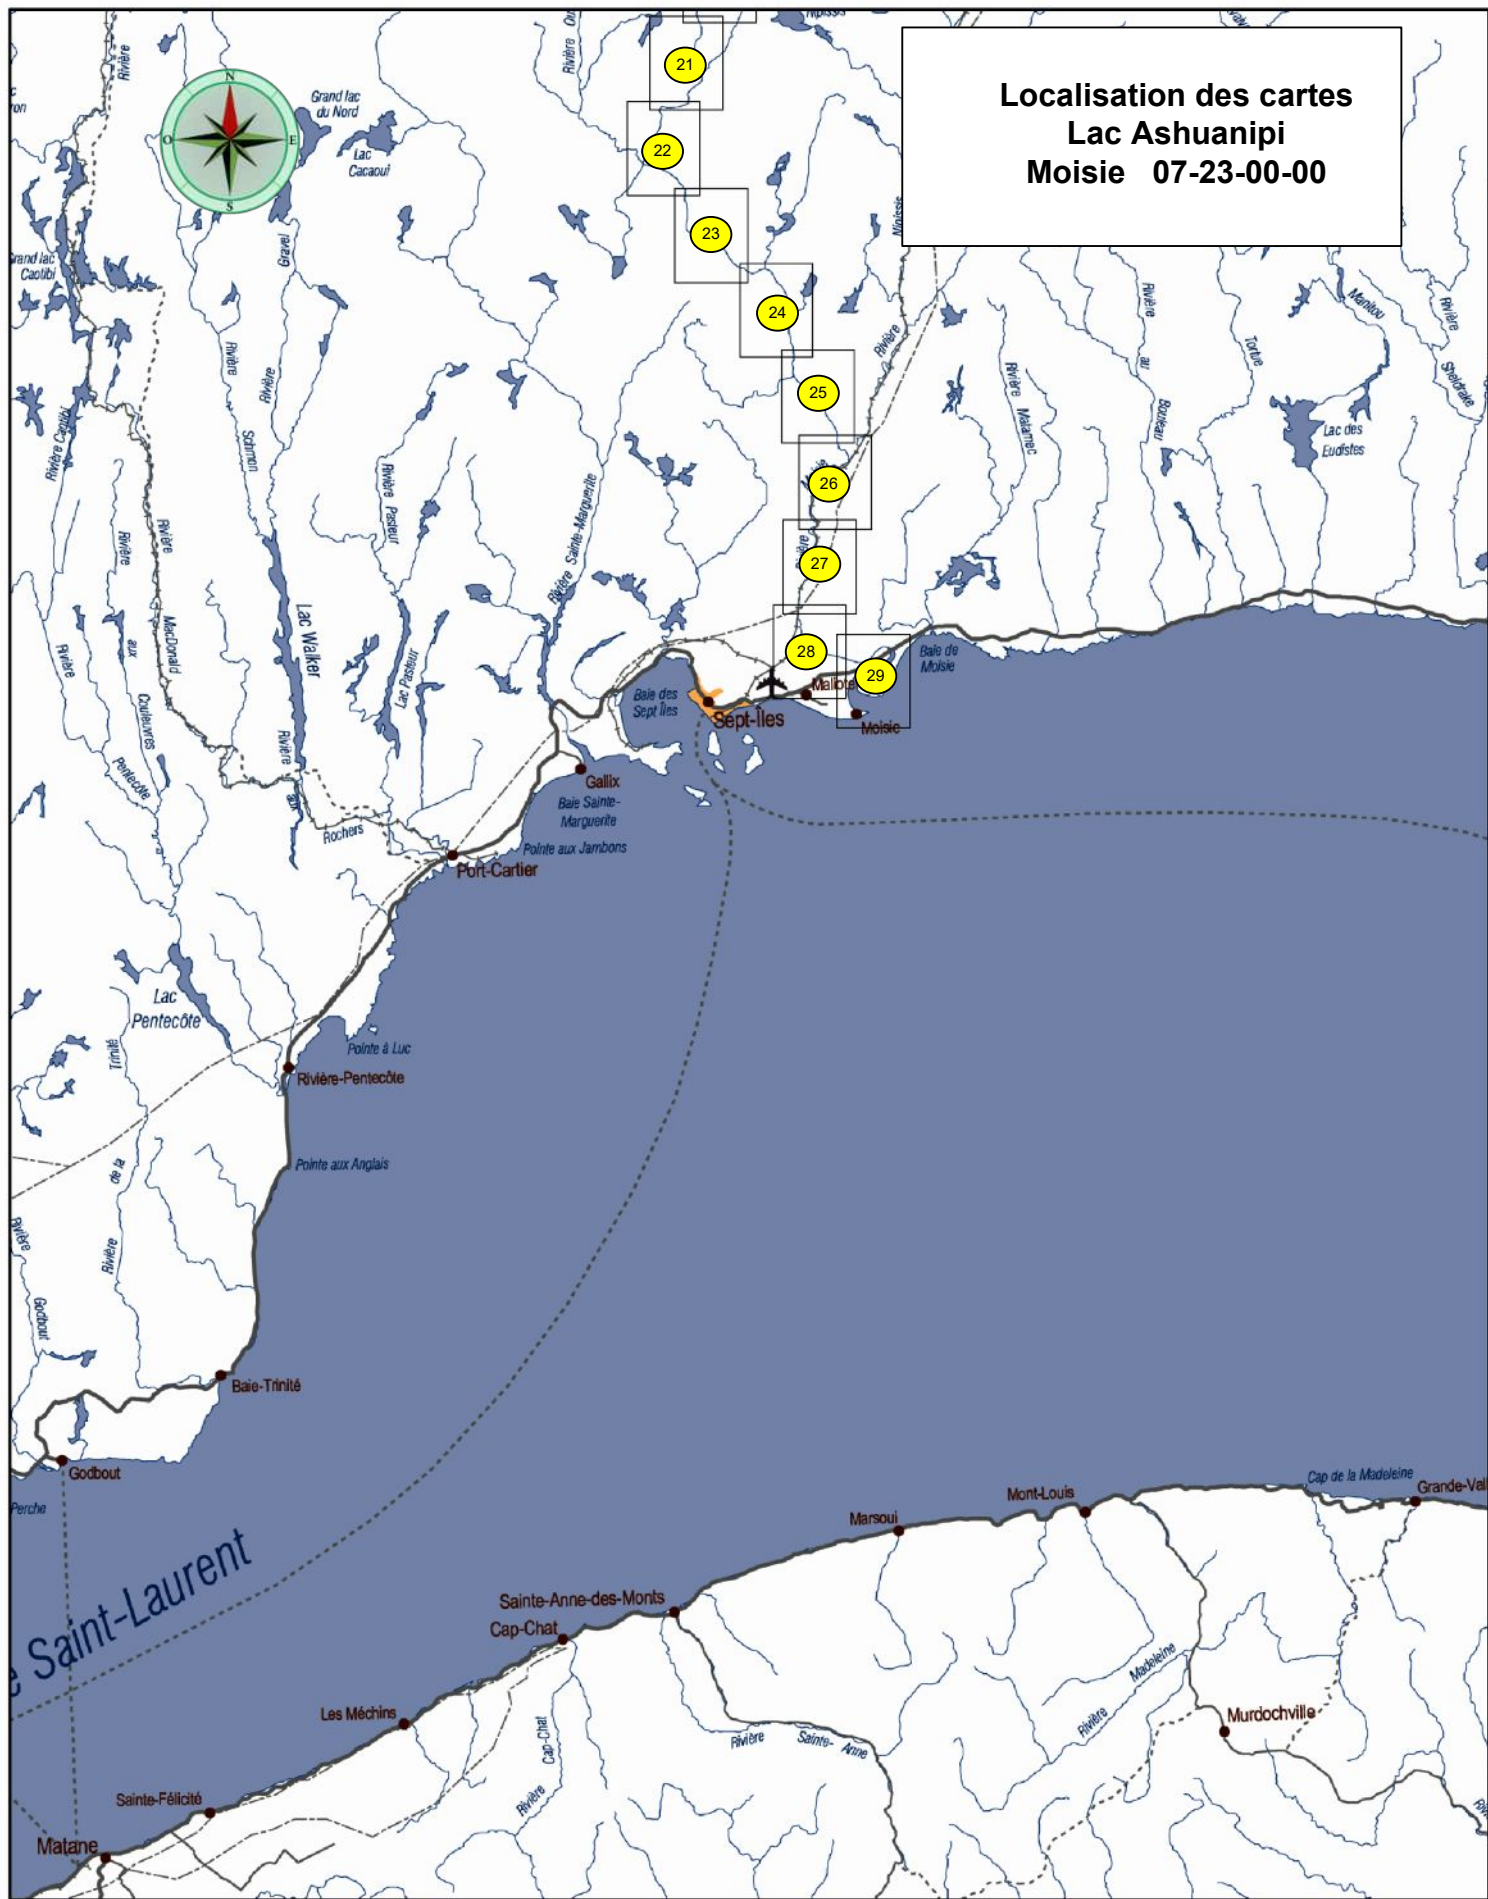 Localisation des cartes
Lac Ashuanipi
Moisie 07-23-00-00
N
O
E
S
21
22
23
24
25
26
27
28
29
Rivière
Rivière
Grand lac
du Nord
Lac
Cacaoui
Nipissis
Grand lac
Caotibi
Gravel
Rivière
Rivière
Schmon
Rivière Caotibi
Rivière
MacDonald
Rivière
aux
Couleuvres
Rivière
Pentecôte
Lac Walker
Rivière
aux
Rochers
Rivière Pasteur
Lac Pasteur
Rivière Sainte-Marguerite
Rivière
Moisie
Rivière Matamec
Rivière
au
Bouleau
Tortue
Manitou
Rivière
Sheldrake
Lac des
Eudistes
Baie de
Moisie
Baie des
Sept Îles
Sept-Îles
Maliotenam
Moisie
Gallix
Baie Sainte-
Marguerite
Pointe aux Jambons
Port-Cartier
Lac
Pentecôte
Trinité
de la
Rivière
Pointe à Luc
Rivière-Pentecôte
Pointe aux Anglais
Rivière
Godbout
Baie-Trinité
Godbout
Perche
Saint-Laurent
Cap de la Madeleine
Grande-Val
Mont-Louis
Marsoui
Sainte-Anne-des-Monts
Cap-Chat
Les Méchins
Sainte-Félicité
Matane
Rivière
Cap-Chat
Rivière Sainte- Anne
Rivière
Madeleine
Murdochville